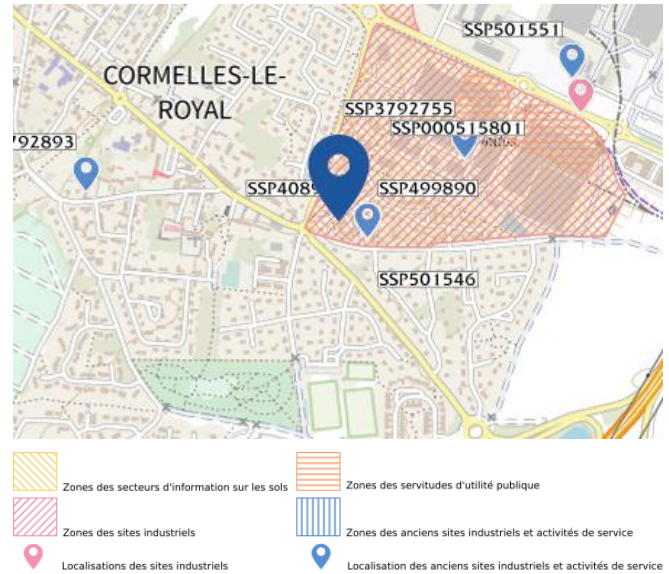 SSP501551
CORMELLES-LE-
ROYAL
SSP3792755
SSP000515801
792893
SSP4089
SSP499890
SSP501546
Zones des secteurs d'information sur les sols
Zones des servitudes d'utilité publique
Zones des sites industriels
Zones des anciens sites industriels et activités de service
Localisations des sites industriels
Localisation des anciens sites industriels et activités de service